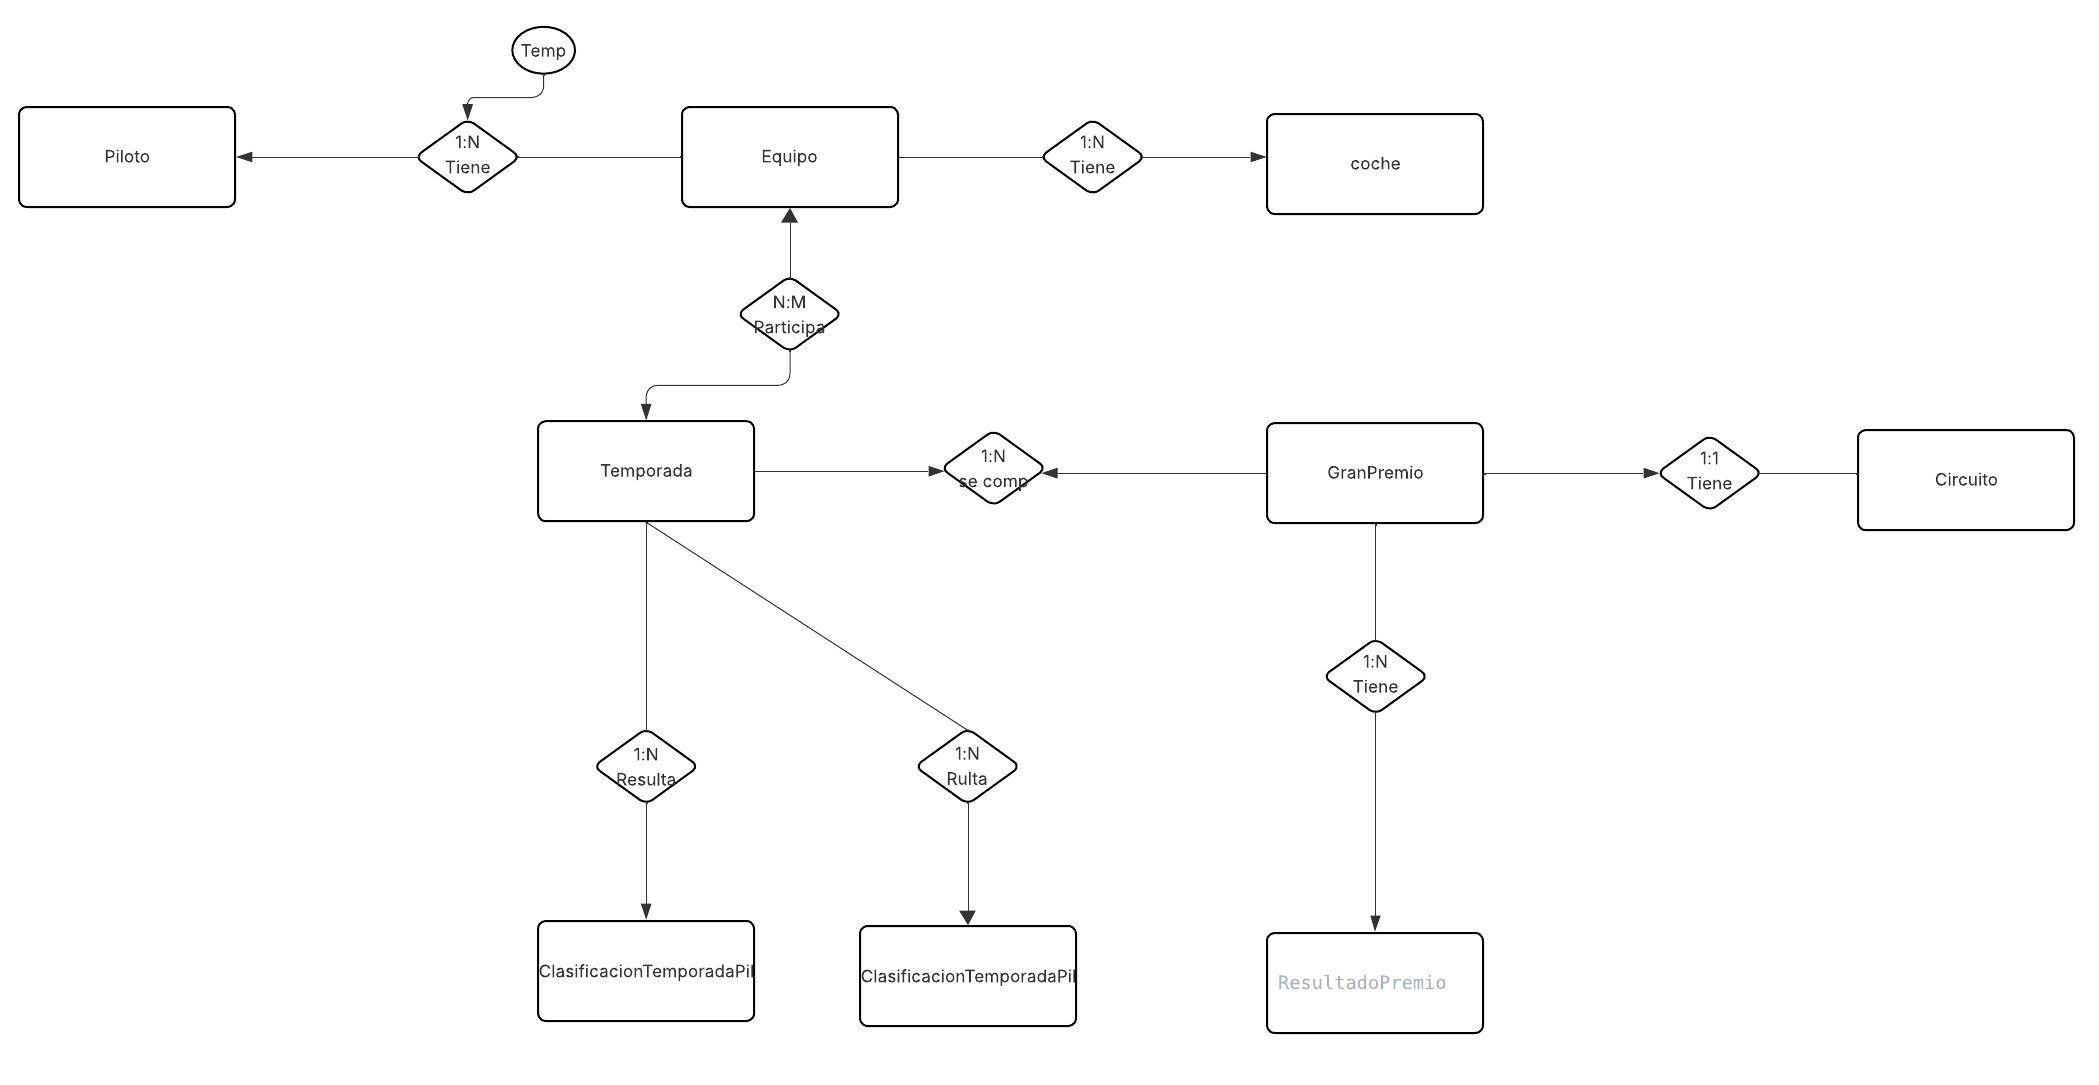 Temp
Piloto
1:N
Tiene
Equipo
1:N
Tiene
coche
N:M
Participa
Temporada
1:N
se comp
GranPremio
1:1
Tiene
Circuito
1:N
Tiene
1:N
Resulta
1:N
Rulta
ClasificacionTemporadaPil
ClasificacionTemporadaPil
ResultadoPremio